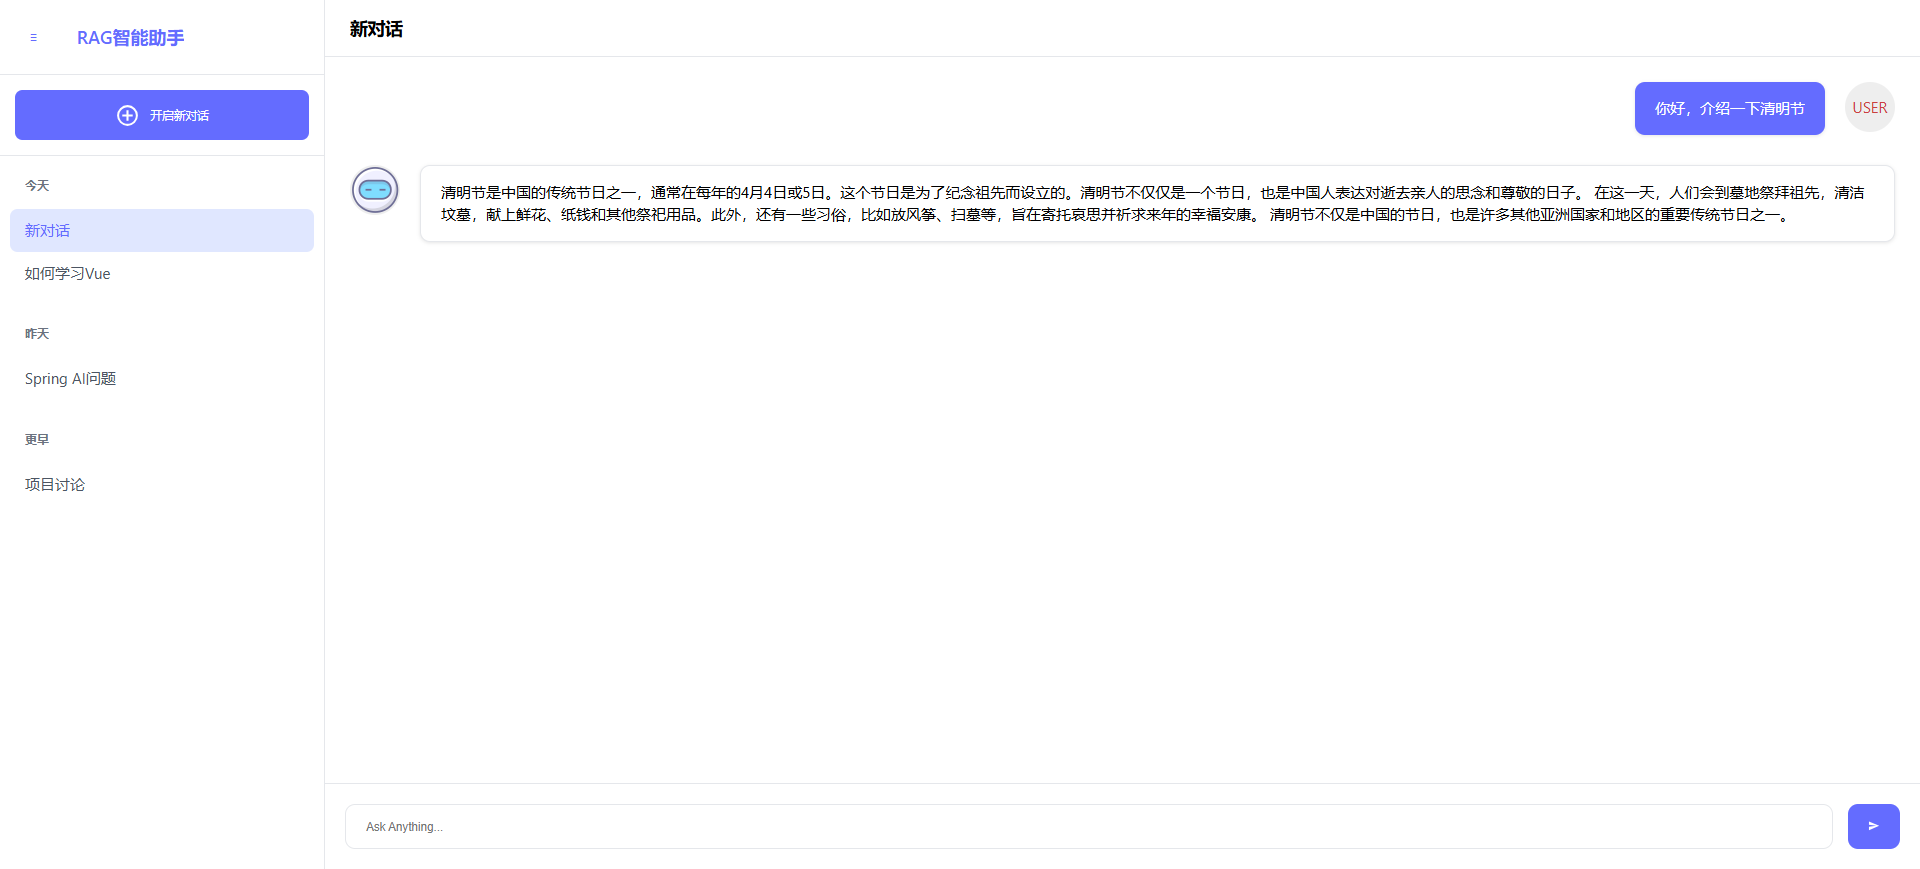 RAG智能助手
开启新对话
今天
新对话
如何学习Vue
昨天
Spring AI问题
更早
项目讨论
新对话
你好，介绍一下清明节
USER
清明节是中国的传统节日之一，通常在每年的4月4日或5日。这个节日是为了纪念祖先而设立的。清明节不仅仅是一个节日，也是中国人表达对逝去亲人的思念和尊敬的日子。 在这一天，人们会到墓地祭拜祖先，清洁
坟墓，献上鲜花、纸钱和其他祭祀用品。此外，还有一些习俗，比如放风筝、扫墓等，旨在寄托哀思并祈求来年的幸福安康。 清明节不仅是中国的节日，也是许多其他亚洲国家和地区的重要传统节日之一。
Ask Anything...